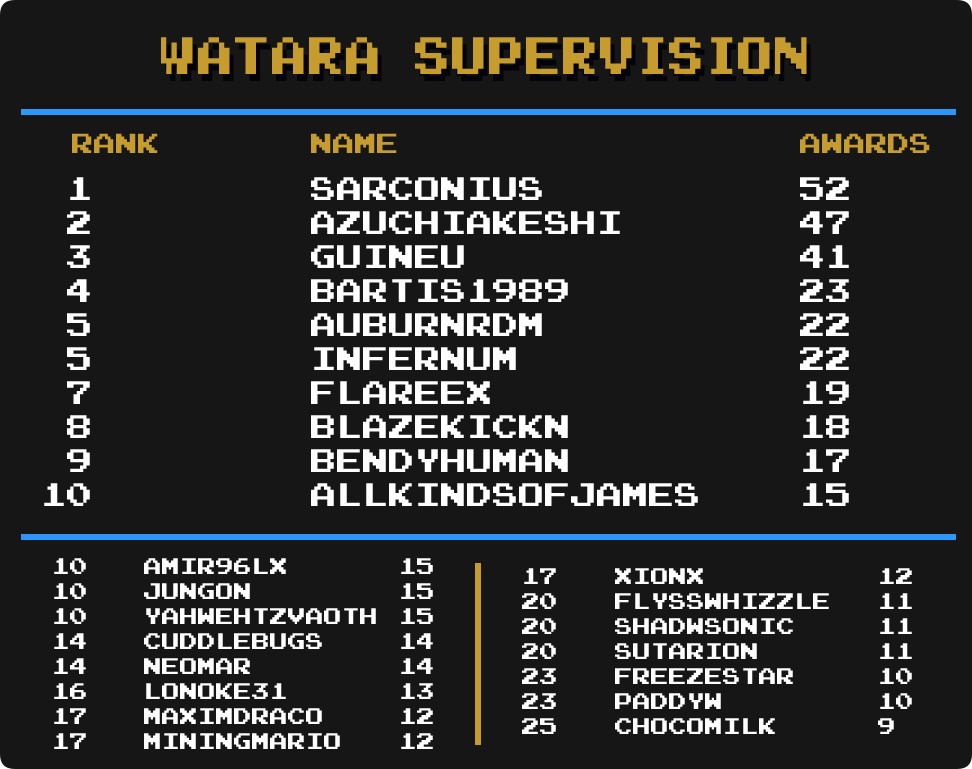 WATARA SUPERVISION
RANK NAME AWARDS
1 SARCONIUS 52
2 AZUCHIAKESHI 47
3 GUINEU 41
4 BARTIS1989 23
5 AUBURNRDM 22
5 INFERNUM 22
7 FLAREEX 19
8 BLAZEKICKN 18
9 BENDYHUMAN 17
10 ALLKINDSOFJAMES 15
10 AMIR96LX 15
10 JUNGON 15
10 YAHWEHTZVAOTH 15
14 CUDDLEBUGS 14
14 NEOMAR 14
16 LONOKE31 13
17 MAXIMDRACO 12
17 MININGMARIO 12
17 XIONX 12
20 FLYSSWHIZZLE 11
20 SHADWSONIC 11
20 SUTARION 11
23 FREEZESTAR 10
23 PADDYW 10
25 CHOCOMILK 9